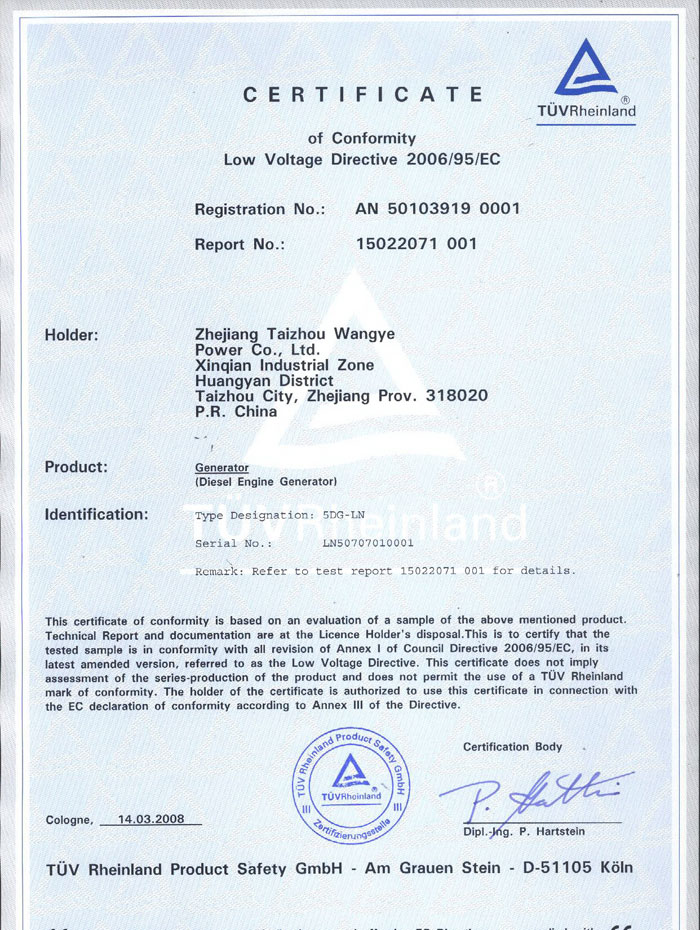 TÜVRheinland®
CERTIFICATE
of Conformity
Low Voltage Directive 2006/95/EC
Registration No.: AN 50103919 0001
Report No.: 15022071 001
Holder: Zhejiang Taizhou Wangye
Power Co., Ltd.
Xinqian Industrial Zone
Huangyan District
Taizhou City, Zhejiang Prov. 318020
P.R. China
Product: Generator
(Diesel Engine Generator)
®
TÜVRheinland
Identification: Type Designation: 5DG-LN
Serial No.: LN50707010001
Remark: Refer to test report 15022071 001 for details.
This certificate of conformity is based on an evaluation of a sample of the above mentioned product.
Technical Report and documentation are at the Licence Holder's disposal.This is to certify that the
tested sample is in conformity with all revision of Annex I of Council Directive 2006/95/EC, in its
latest amended version, referred to as the Low Voltage Directive. This certificate does not imply
assessment of the series-production of the product and does not permit the use of a TÜV Rheinland
mark of conformity. The holder of the certificate is authorized to use this certificate in connection with
the EC declaration of conformity according to Annex III of the Directive.
TÜV Rheinland Product Safety GmbH
TÜVRheinland®
III III
Zertifizierungsstelle
Certification Body
Cologne, 14.03.2008
Dipl.-Ing. P. Hartstein
TÜV Rheinland Product Safety GmbH - Am Grauen Stein - D-51105 Köln